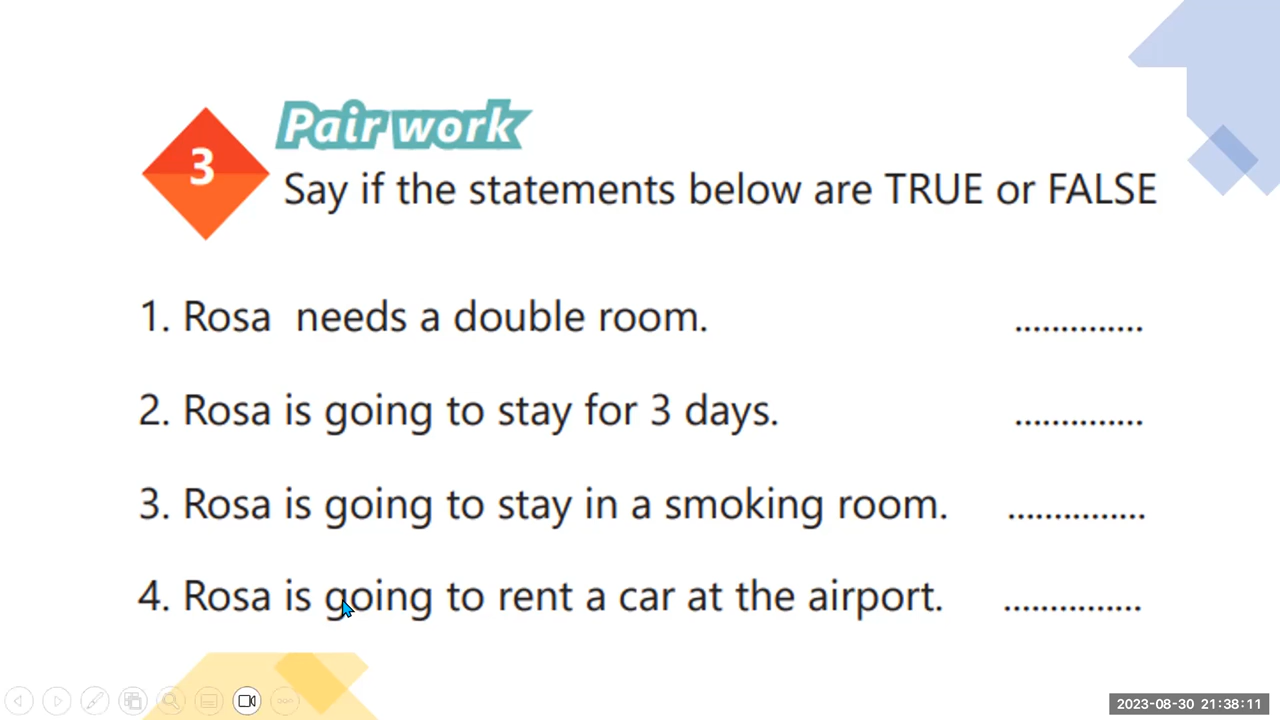 3
Pair work
Say if the statements below are TRUE or FALSE
1. Rosa needs a double room. ..............
2. Rosa is going to stay for 3 days. ..............
3. Rosa is going to stay in a smoking room. ...............
4. Rosa is going to rent a car at the airport. ...............
2023-08-30 21:38:11